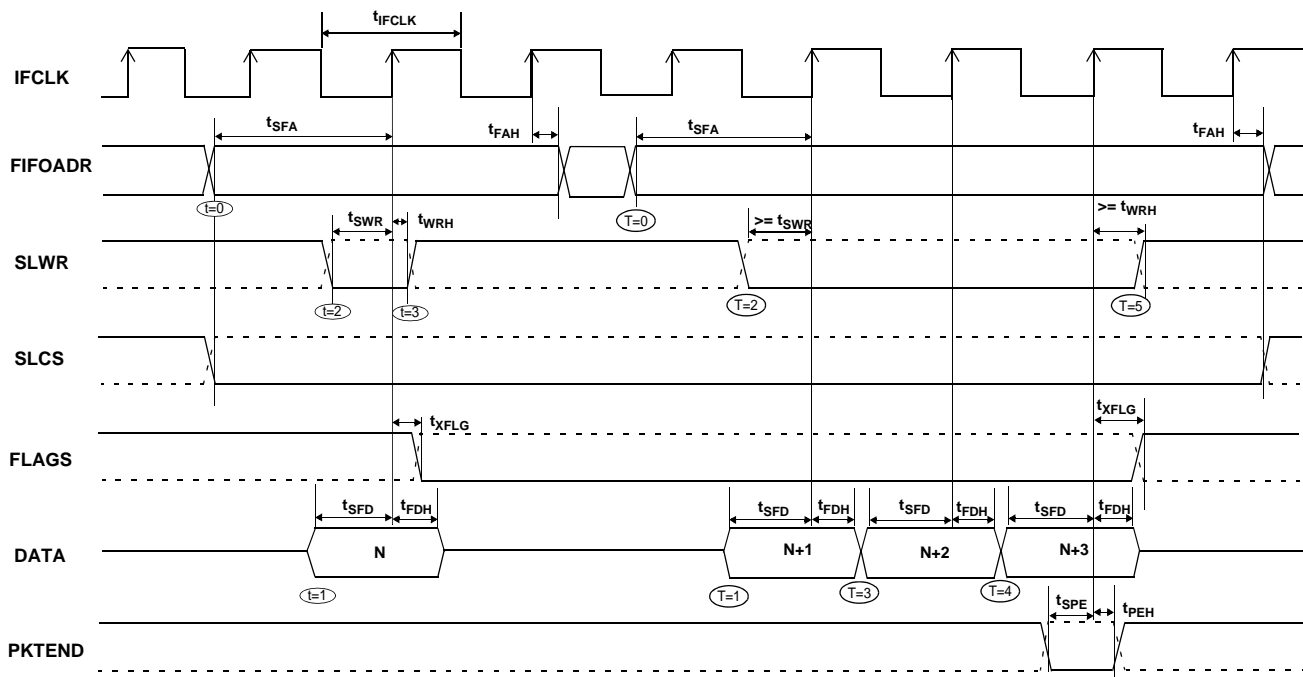 tIFCLK
IFCLK
tSFA
tFAH
tSFA
tFAH
FIFOADR
t=0
T=0
tSWR
tWRH
>= tSWR
>= tWRH
SLWR
t=2
t=3
T=2
T=5
SLCS
tXFLG
tXFLG
FLAGS
tSFD
tFDH
tSFD
tFDH
tSFD
tFDH
tSFD
tFDH
DATA
N
N+1
N+2
N+3
t=1
T=1
T=3
T=4
tSPE
tPEH
PKTEND